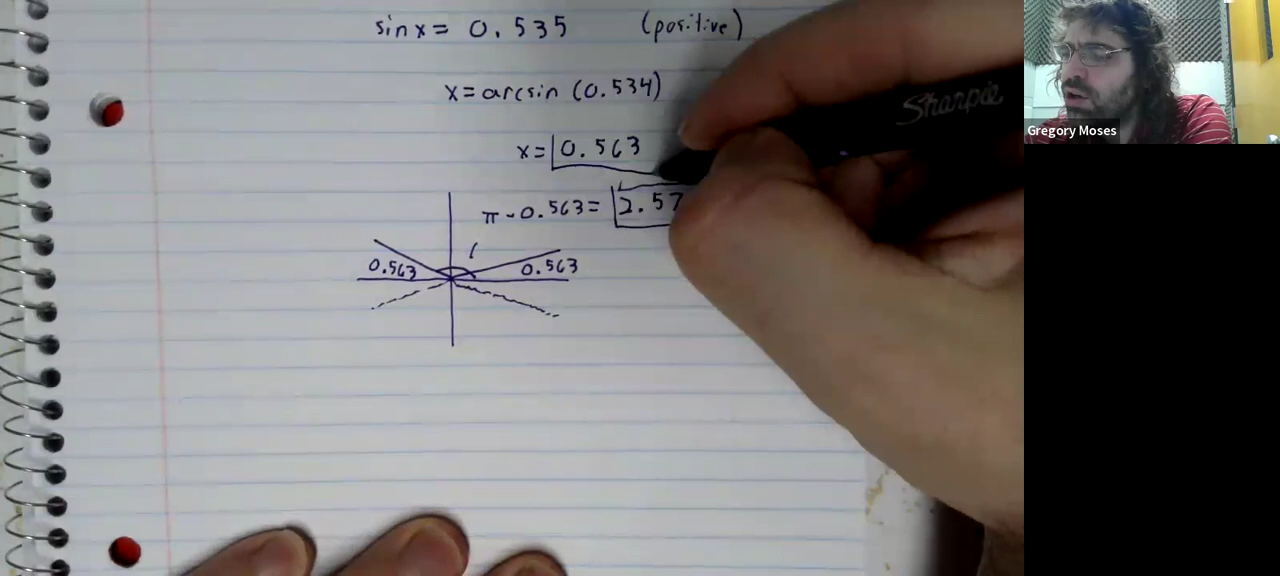 sin x = 0.535 (positive)
x = arcsin (0.534)
x = 0.563
π - 0.563 = 2.57
0.563 0.563
Sharpie
Gregory Moses